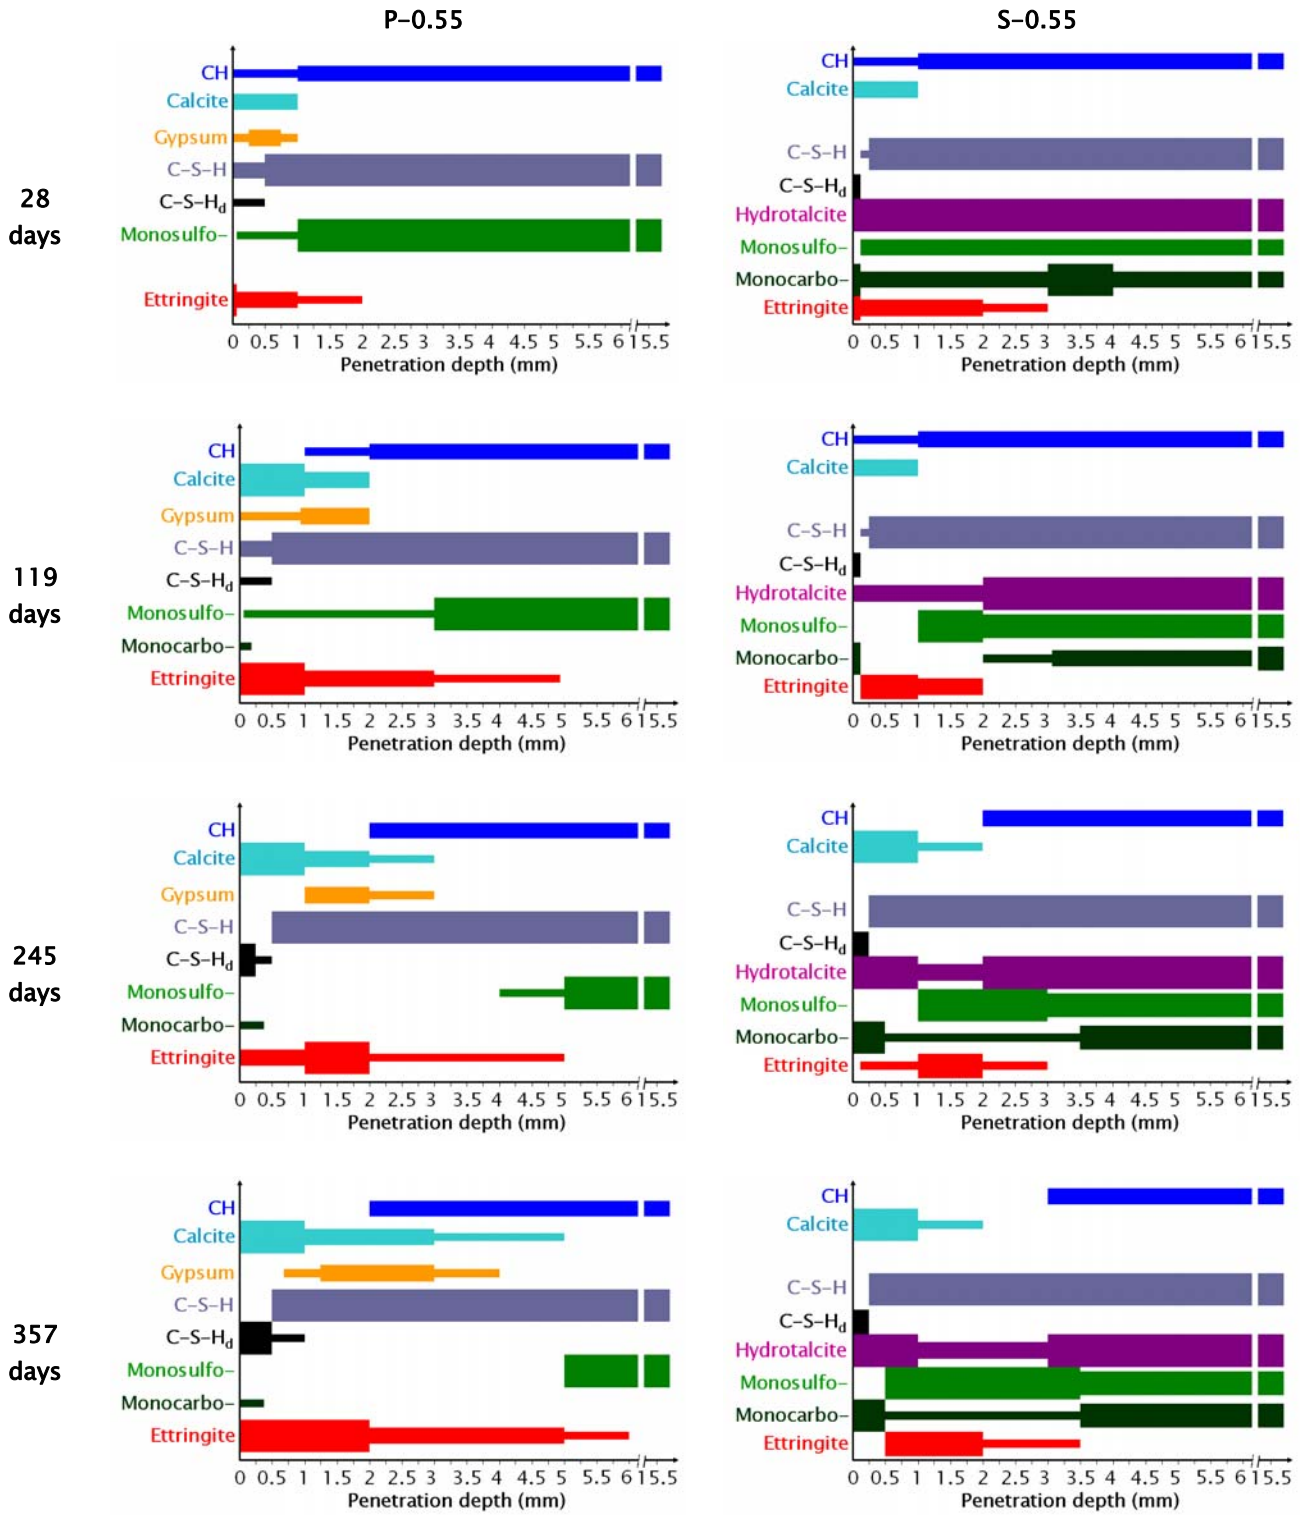 P–0.55
S–0.55
28
days
CH
Calcite
Gypsum
C–S–H
C–S–Hd
Monosulfo–
Ettringite
0 0.5 1 1.5 2 2.5 3 3.5 4 4.5 5 5.5 6 15.5
Penetration depth (mm)
CH
Calcite
C–S–H
C–S–Hd
Hydrotalcite
Monosulfo–
Monocarbo–
Ettringite
0 0.5 1 1.5 2 2.5 3 3.5 4 4.5 5 5.5 6 15.5
Penetration depth (mm)
119
days
CH
Calcite
Gypsum
C–S–H
C–S–Hd
Monosulfo–
Monocarbo–
Ettringite
0 0.5 1 1.5 2 2.5 3 3.5 4 4.5 5 5.5 6 15.5
Penetration depth (mm)
CH
Calcite
C–S–H
C–S–Hd
Hydrotalcite
Monosulfo–
Monocarbo–
Ettringite
0 0.5 1 1.5 2 2.5 3 3.5 4 4.5 5 5.5 6 15.5
Penetration depth (mm)
245
days
CH
Calcite
Gypsum
C–S–H
C–S–Hd
Monosulfo–
Monocarbo–
Ettringite
0 0.5 1 1.5 2 2.5 3 3.5 4 4.5 5 5.5 6 15.5
Penetration depth (mm)
CH
Calcite
C–S–H
C–S–Hd
Hydrotalcite
Monosulfo–
Monocarbo–
Ettringite
0 0.5 1 1.5 2 2.5 3 3.5 4 4.5 5 5.5 6 15.5
Penetration depth (mm)
357
days
CH
Calcite
Gypsum
C–S–H
C–S–Hd
Monosulfo–
Monocarbo–
Ettringite
0 0.5 1 1.5 2 2.5 3 3.5 4 4.5 5 5.5 6 15.5
Penetration depth (mm)
CH
Calcite
C–S–H
C–S–Hd
Hydrotalcite
Monosulfo–
Monocarbo–
Ettringite
0 0.5 1 1.5 2 2.5 3 3.5 4 4.5 5 5.5 6 15.5
Penetration depth (mm)